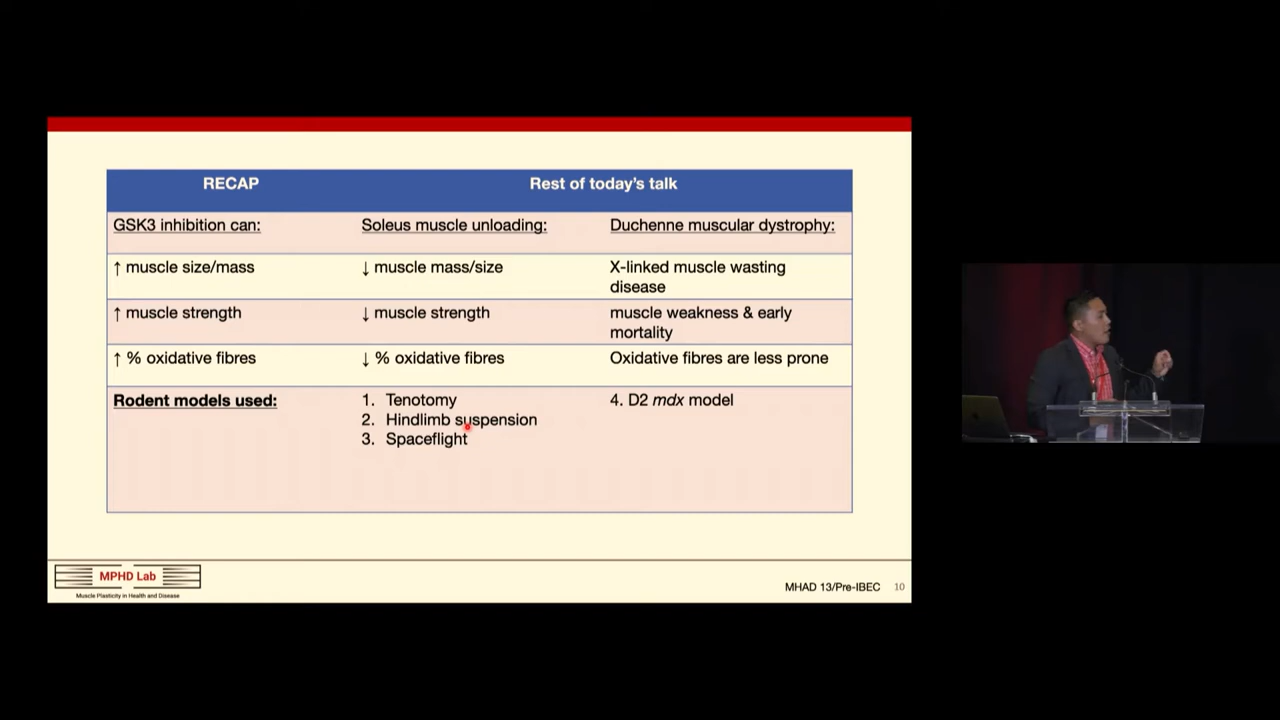 RECAP
Rest of today's talk
GSK3 inhibition can:
Soleus muscle unloading:
Duchenne muscular dystrophy:
↑ muscle size/mass
↓ muscle mass/size
X-linked muscle wasting
disease
↑ muscle strength
↓ muscle strength
muscle weakness & early
mortality
↑ % oxidative fibres
↓ % oxidative fibres
Oxidative fibres are less prone
Rodent models used:
1. Tenotomy
2. Hindlimb suspension
3. Spaceflight
4. D2 mdx model
MPHD Lab
Muscle Plasticity in Health and Disease
MHAD 13/Pre-IBEC 10